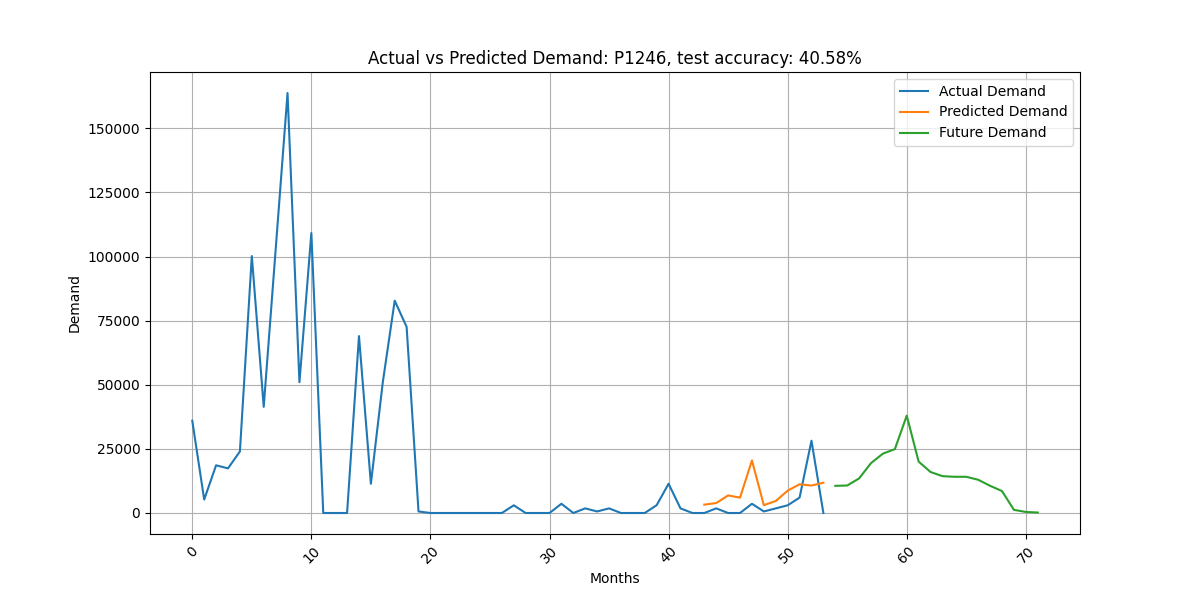 Actual vs Predicted Demand: P1246, test accuracy: 40.58%
Actual Demand
Predicted Demand
Future Demand
150000
125000
100000
75000
50000
25000
0
Demand
0 10 20 30 40 50 60 70
Months